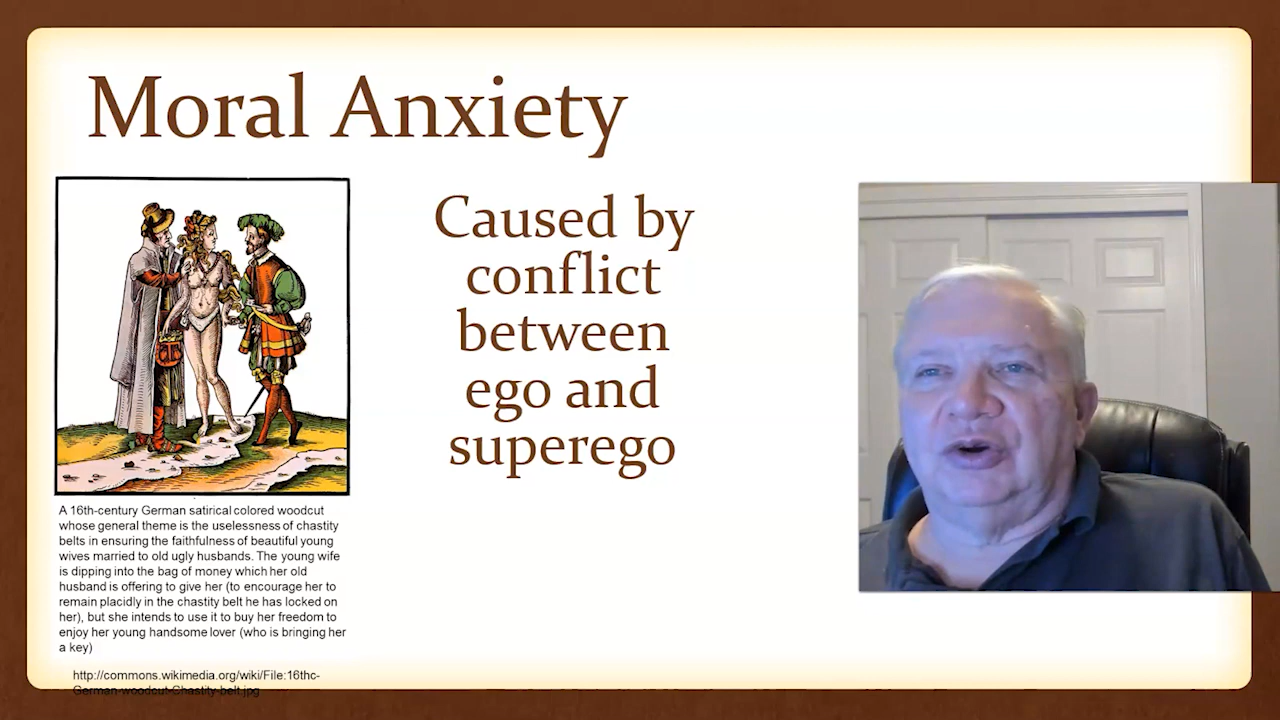 Moral Anxiety
Caused by
conflict
between
ego and
superego
A 16th-century German satirical colored woodcut
whose general theme is the uselessness of chastity
belts in ensuring the faithfulness of beautiful young
wives married to old ugly husbands. The young wife
is dipping into the bag of money which her old
husband is offering to give her (to encourage her to
remain placidly in the chastity belt he has locked on
her), but she intends to use it to buy her freedom to
enjoy her young handsome lover (who is bringing her
a key)
http://commons.wikimedia.org/wiki/File:16thc-
German-woodcut-Chastity-belt.jpg